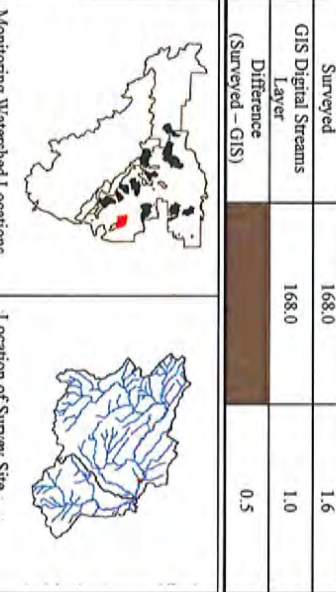 Surveyed 168.0 1.6
GIS Digital Streams
Layer 168.0 1.0
Difference
(Surveyed – GIS) 0.5
Monitoring Watershed Locations
Location of Survey Site